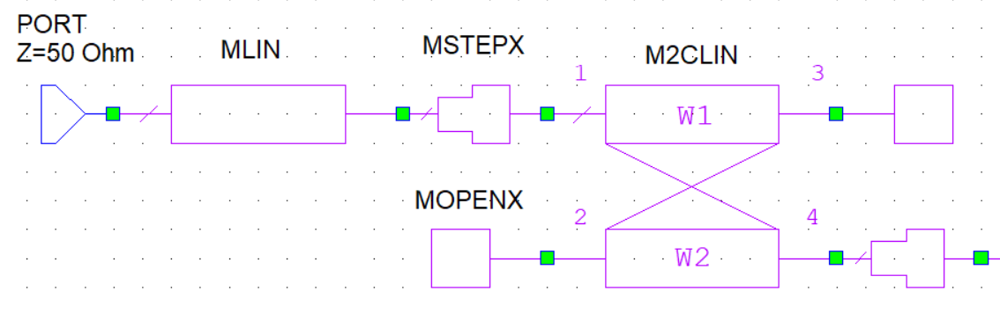 PORT
Z=50 Ohm
MLIN
MSTEPX
M2CLIN
1
3
W1
MOPENX
2
4
W2